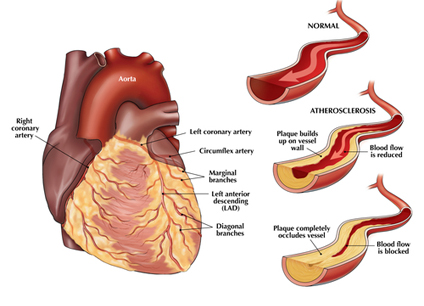 Aorta
Right
coronary
artery
Left coronary artery
Circumflex artery
Marginal
branches
Left anterior
descending
(LAD)
Diagonal
branches
NORMAL
ATHEROSCLEROSIS
Plaque builds
up on vessel
wall
Blood flow
is reduced
Plaque completely
occludes vessel
Blood flow
is blocked